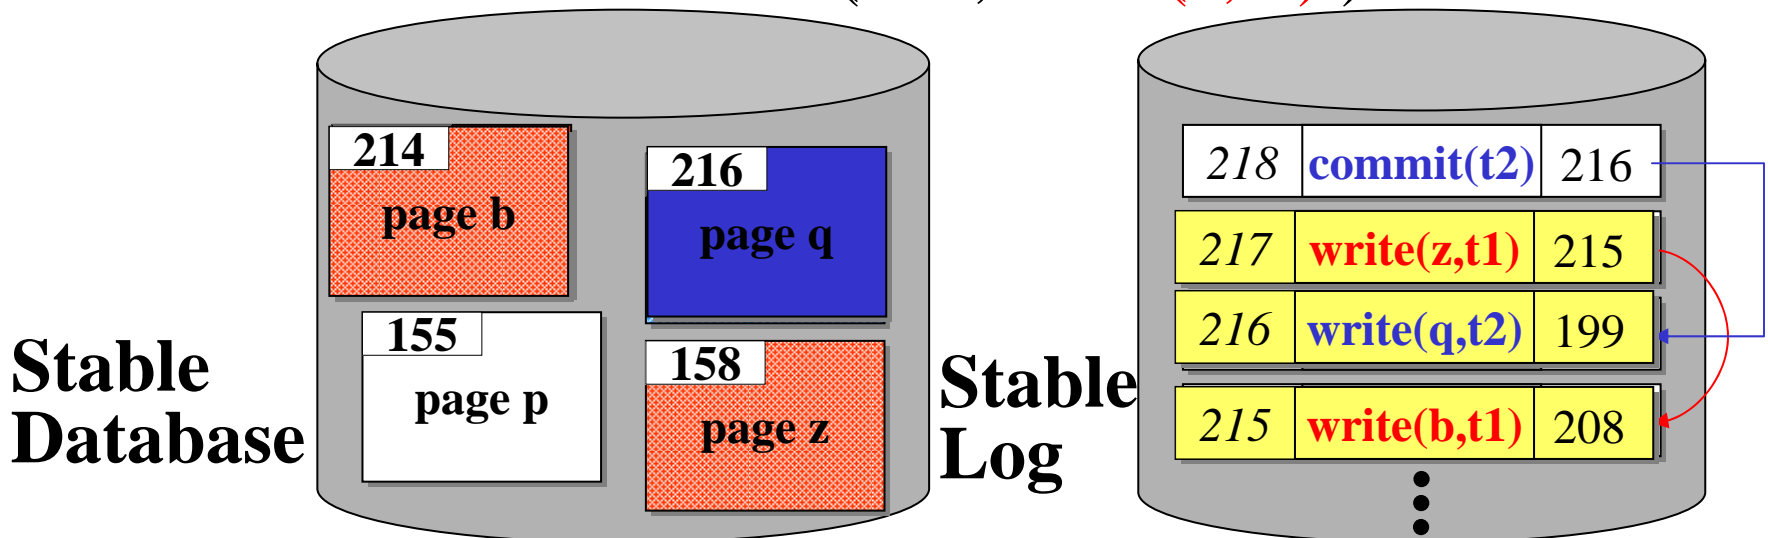 214
page b
216
page q
155
page p
158
page z
Stable
Database
218 commit(t2) 216
217 write(z,t1) 215
216 write(q,t2) 199
215 write(b,t1) 208
Stable
Log